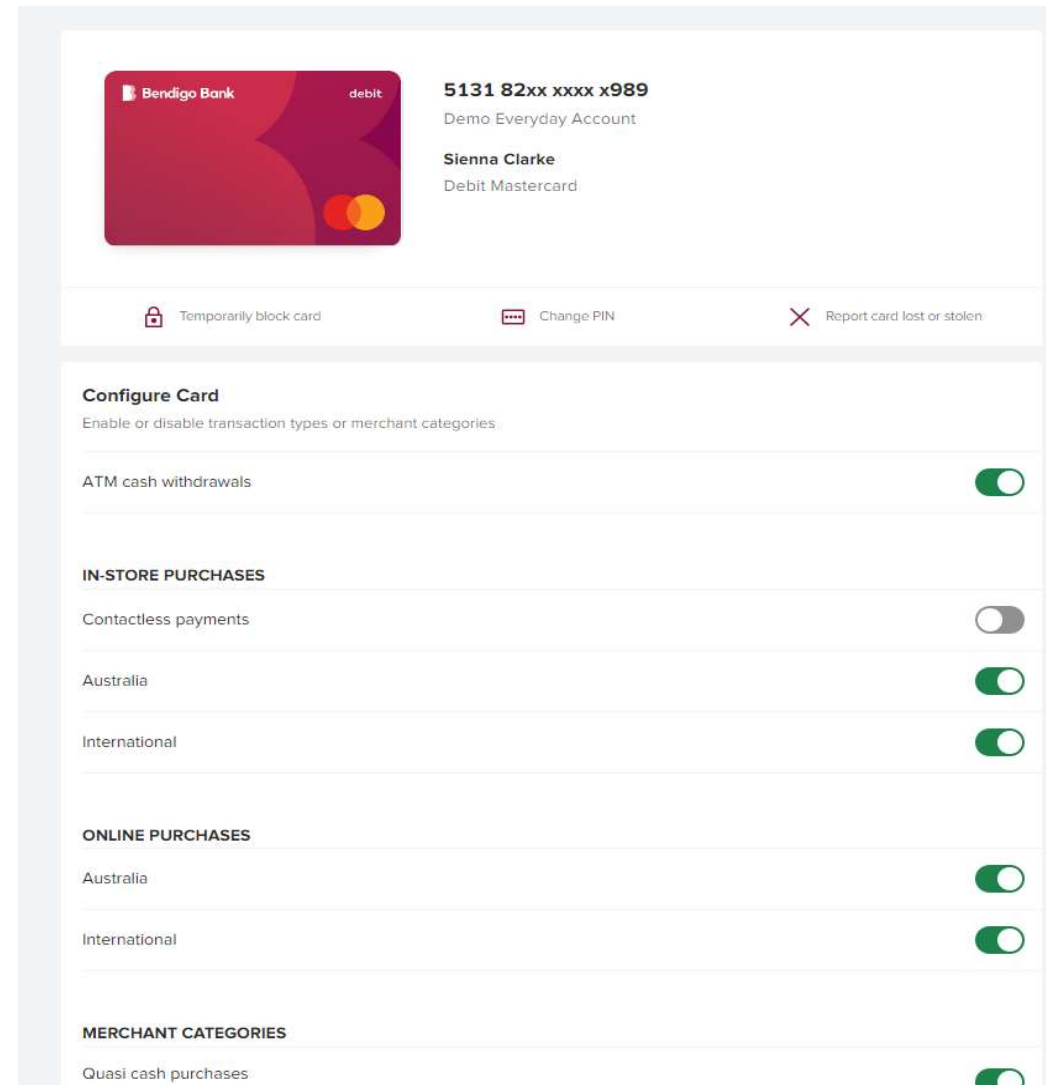 Bendigo Bank debit
5131 82xx xxxx x989
Demo Everyday Account
Sienna Clarke
Debit Mastercard
Temporarily block card
Change PIN
Report card lost or stolen
Configure Card
Enable or disable transaction types or merchant categories
ATM cash withdrawals
IN-STORE PURCHASES
Contactless payments
Australia
International
ONLINE PURCHASES
Australia
International
MERCHANT CATEGORIES
Quasi cash purchases